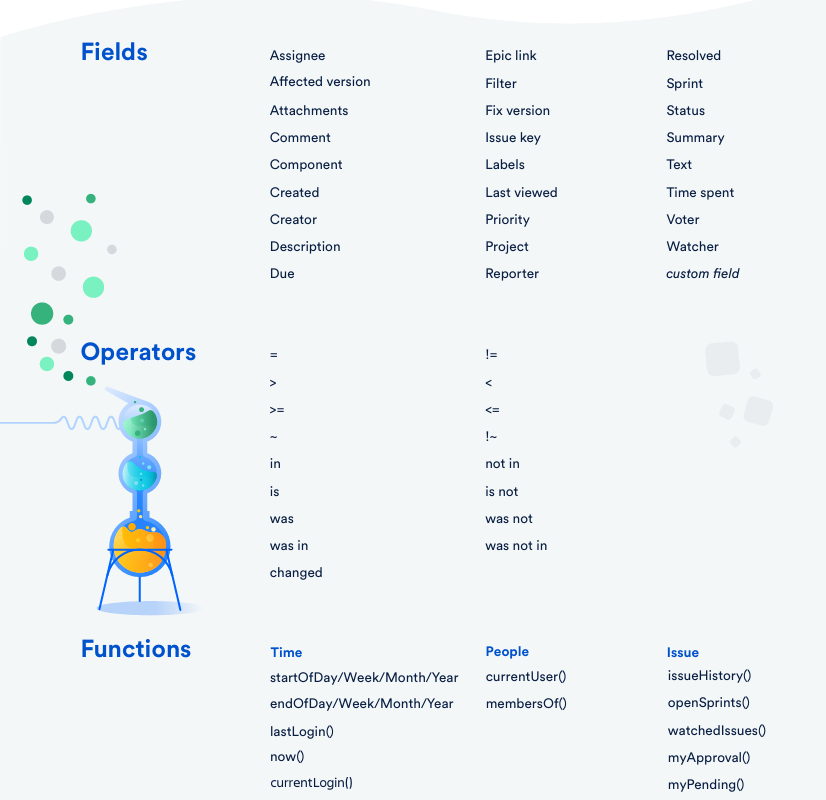 Fields
Assignee
Affected version
Attachments
Comment
Component
Created
Creator
Description
Due
Epic link
Filter
Fix version
Issue key
Labels
Last viewed
Priority
Project
Reporter
Resolved
Sprint
Status
Summary
Text
Time spent
Voter
Watcher
custom field
Operators
=
>
>=
~
in
is
was
was in
changed
!=
<
<=
!~
not in
is not
was not
was not in
Functions
Time
startOfDay/Week/Month/Year
endOfDay/Week/Month/Year
lastLogin()
now()
currentLogin()
People
currentUser()
membersOf()
Issue
issueHistory()
openSprints()
watchedIssues()
myApproval()
myPending()